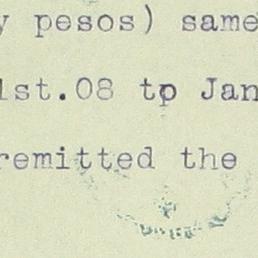 y pesos) same
1st.08 tp Jan
remitted the